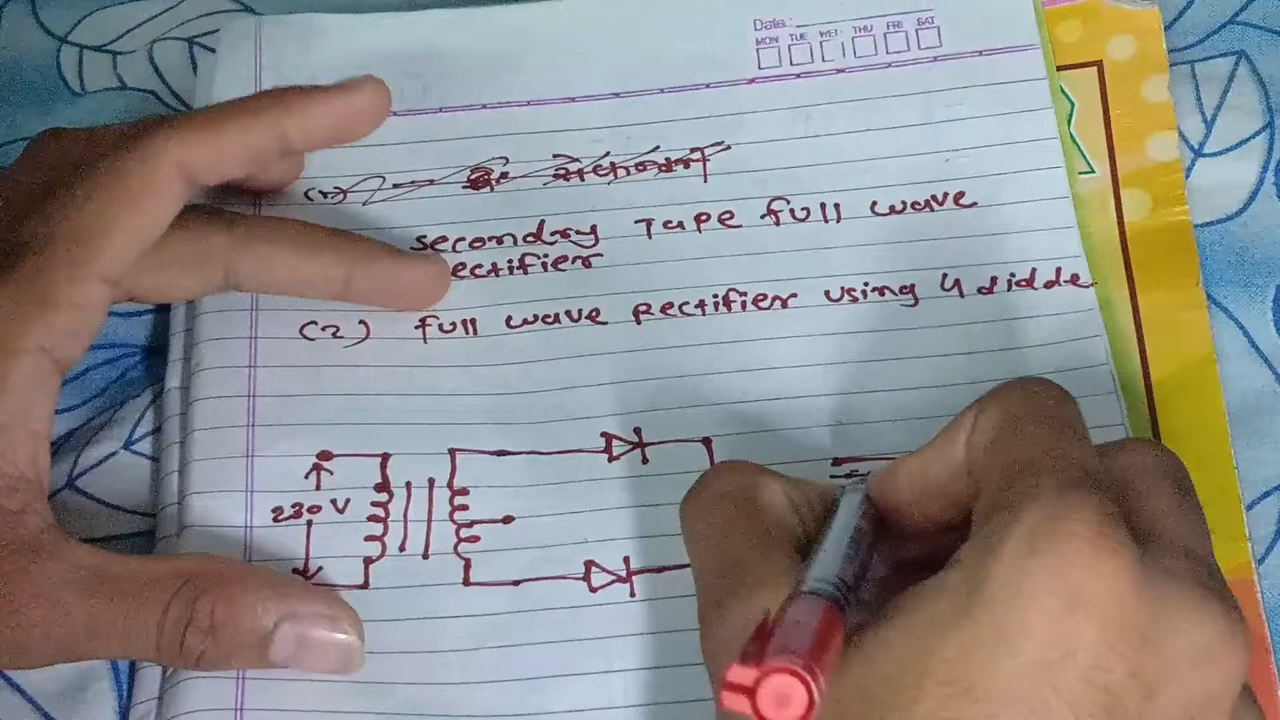 Date:
MON TUE WED THU FRI SAT
secondry Tape full wave
ectifier
(2) full wave Rectifier using 4 didde.
230 V